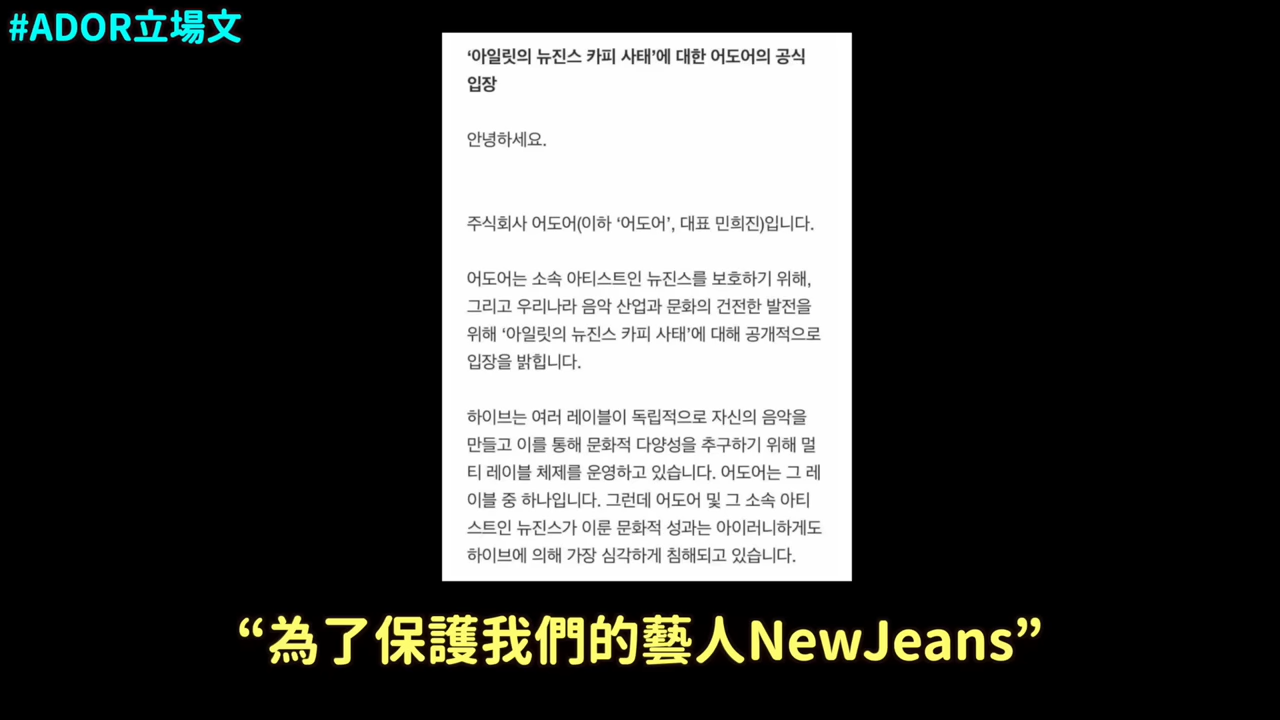 #ADOR立場文
‘아일릿의 뉴진스 카피 사태’에 대한 어도어의 공식
입장
안녕하세요.
주식회사 어도어(이하 ‘어도어’, 대표 민희진)입니다.
어도어는 소속 아티스트인 뉴진스를 보호하기 위해,
그리고 우리나라 음악 산업과 문화의 건전한 발전을
위해 ‘아일릿의 뉴진스 카피 사태’에 대해 공개적으로
입장을 밝힙니다.
하이브는 여러 레이블이 독립적으로 자신의 음악을
만들고 이를 통해 문화적 다양성을 추구하기 위해 멀
티 레이블 체제를 운영하고 있습니다. 어도어는 그 레
이블 중 하나입니다. 그런데 어도어 및 그 소속 아티
스트인 뉴진스가 이룬 문화적 성과는 아이러니하게도
하이브에 의해 가장 심각하게 침해되고 있습니다.
“為了保護我們的藝人NewJeans”